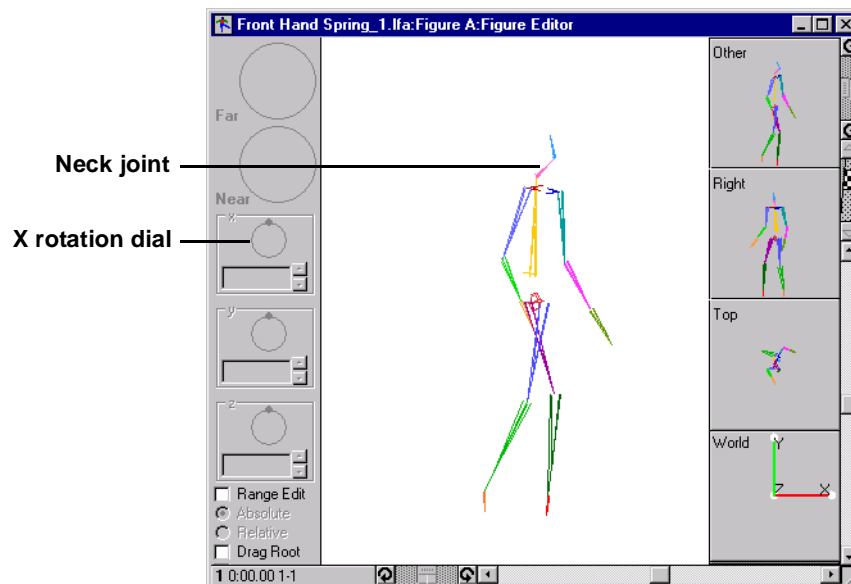 Front Hand Spring_1.lfa:Figure A:Figure Editor
Far
Near
Neck joint
X rotation dial
x
y
z
Range Edit
Absolute
Relative
Drag Root
1 0:00.00 1-1
Other
Right
Top
World
Y
Z X